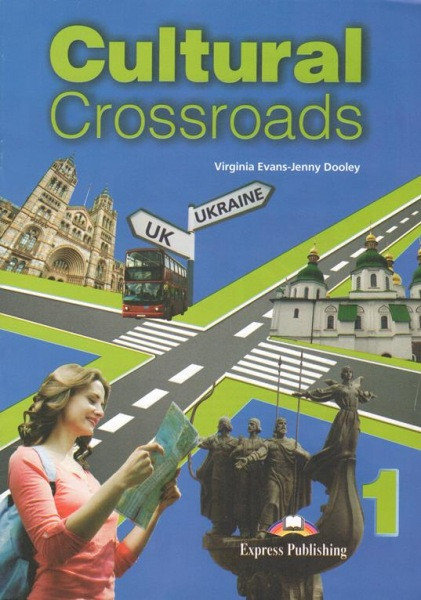 Cultural
Crossroads
Virginia Evans-Jenny Dooley
UKRAINE
UK
1
Express Publishing